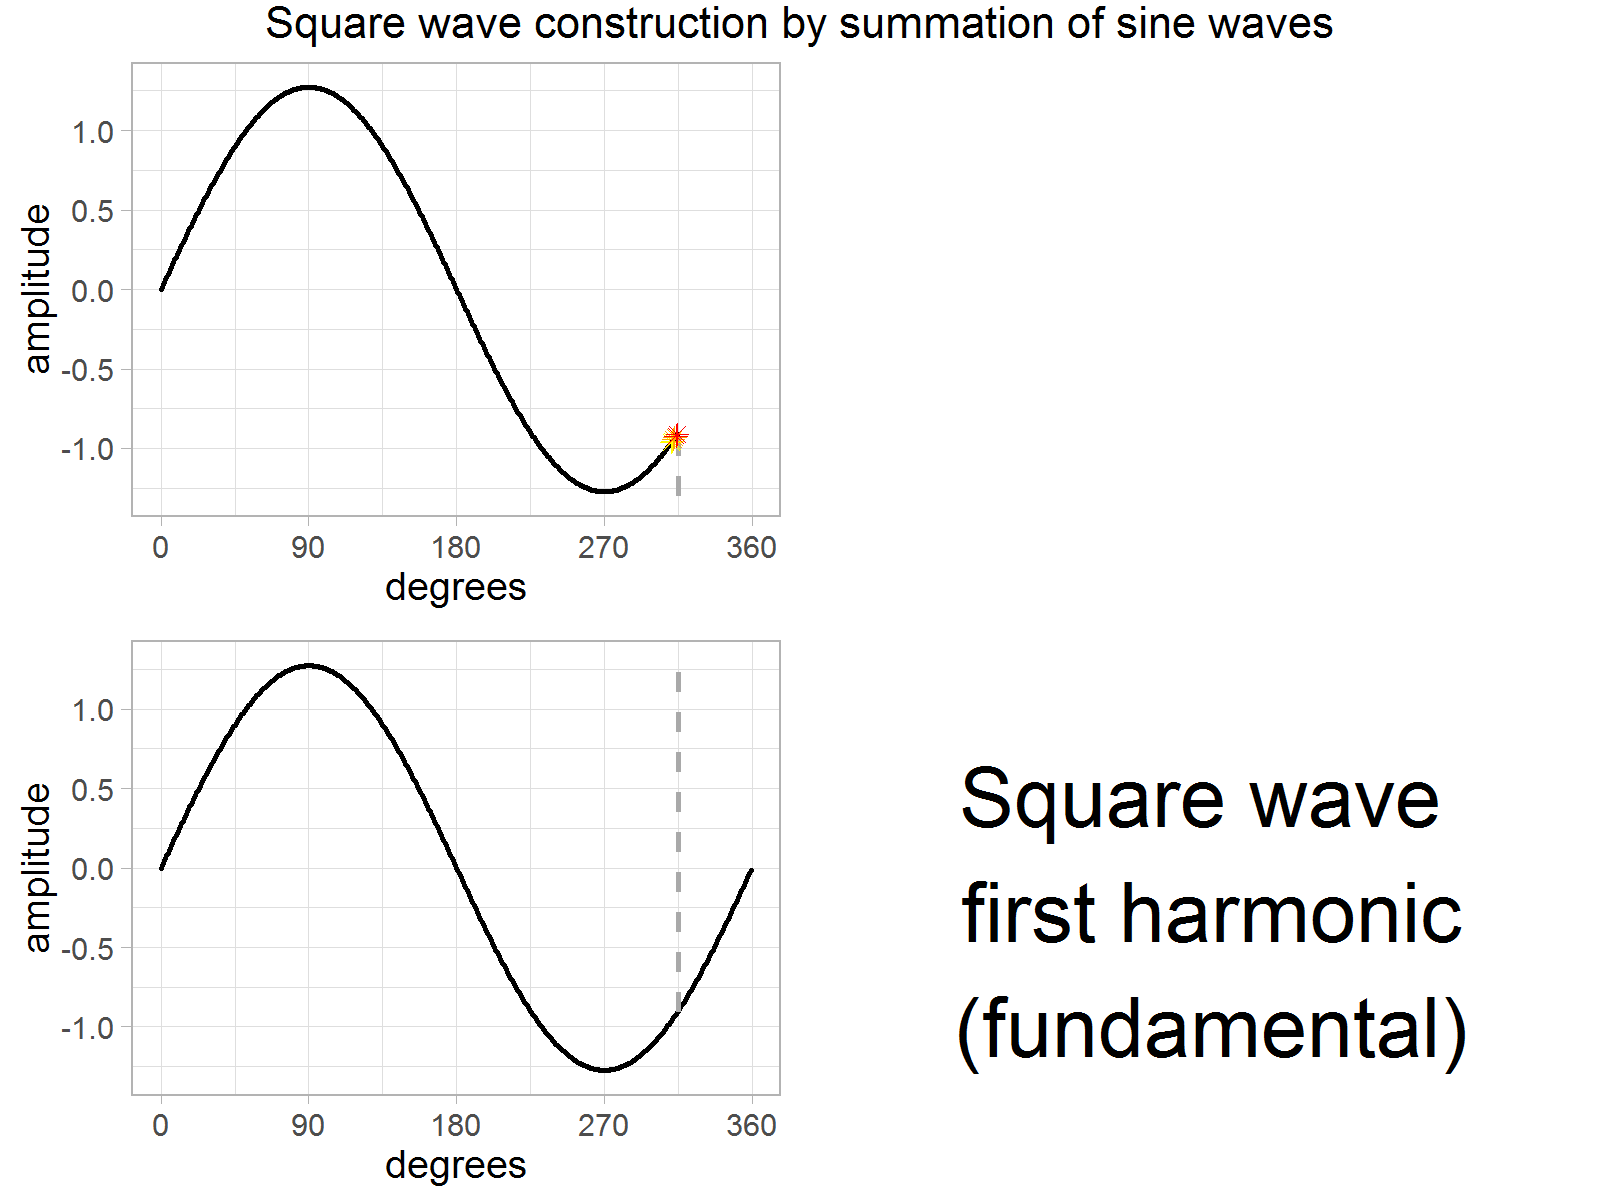 Square wave construction by summation of sine waves
amplitude
1.0
0.5
0.0
-0.5
-1.0
0 90 180 270 360
degrees
amplitude
1.0
0.5
0.0
-0.5
-1.0
0 90 180 270 360
degrees
Square wave
first harmonic
(fundamental)